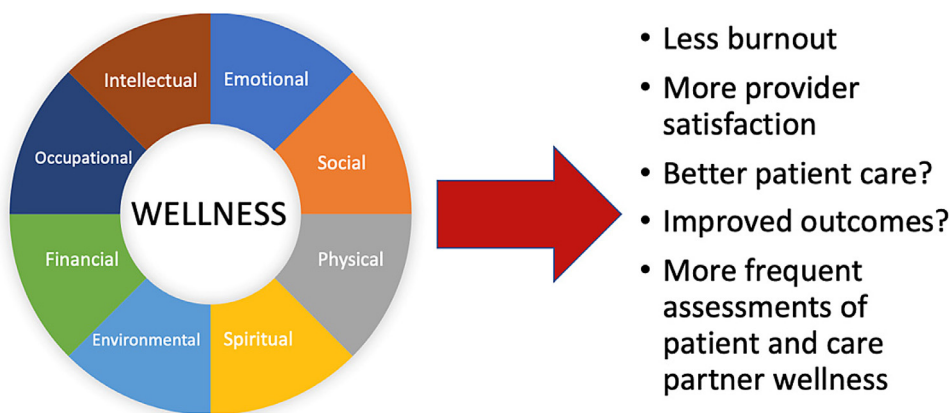 Intellectual
Emotional
Occupational
Social
WELLNESS
Financial
Physical
Environmental
Spiritual
• Less burnout
• More provider
satisfaction
• Better patient care?
• Improved outcomes?
• More frequent
assessments of
patient and care
partner wellness